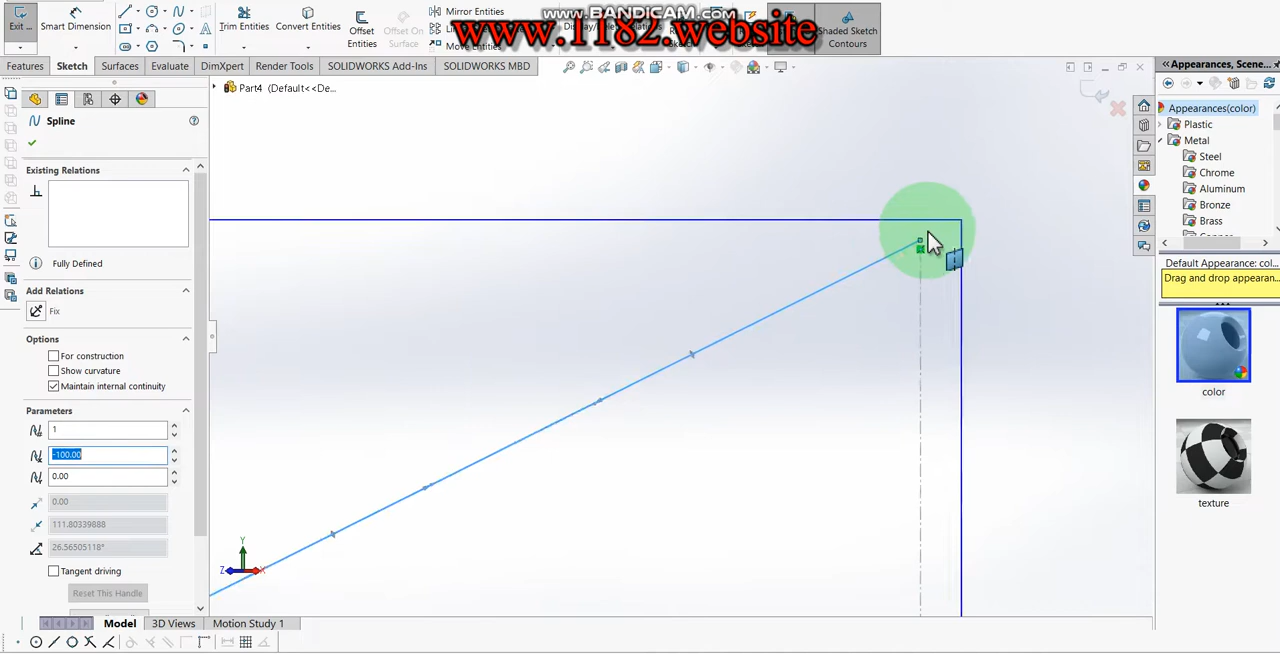 www.BANDICAM.com
www.1182.website
Exit ...
Smart Dimension
Trim Entities
Convert Entities
Offset Entities
Offset On Surface
Mirror Entities
Move Entities
Shaded Sketch Contours
Features
Sketch
Surfaces
Evaluate
DimXpert
Render Tools
SOLIDWORKS Add-Ins
SOLIDWORKS MBD
Part4 (Default<<De...
Spline
Existing Relations
Fully Defined
Add Relations
Fix
Options
For construction
Show curvature
Maintain internal continuity
Parameters
1
-100.00
0.00
0.00
111.80339888
26.56505118°
Tangent driving
Reset This Handle
Y
Z
X
Model
3D Views
Motion Study 1
Appearances, Scene...
Appearances(color)
Plastic
Metal
Steel
Chrome
Aluminum
Bronze
Brass
Default Appearance: col...
Drag and drop appearan...
color
texture